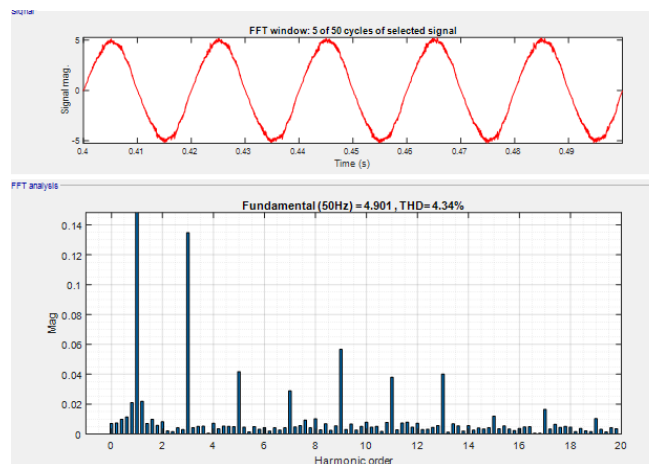 Signal
FFT window: 5 of 50 cycles of selected signal
5
0
-5
Signal mag.
0.4 0.41 0.42 0.43 0.44 0.45 0.46 0.47 0.48 0.49
Time (s)
FFT analysis
Fundamental (50Hz) = 4.901 , THD= 4.34%
0.14
0.12
0.1
0.08
0.06
0.04
0.02
0
Mag
0 2 4 6 8 10 12 14 16 18 20
Harmonic order